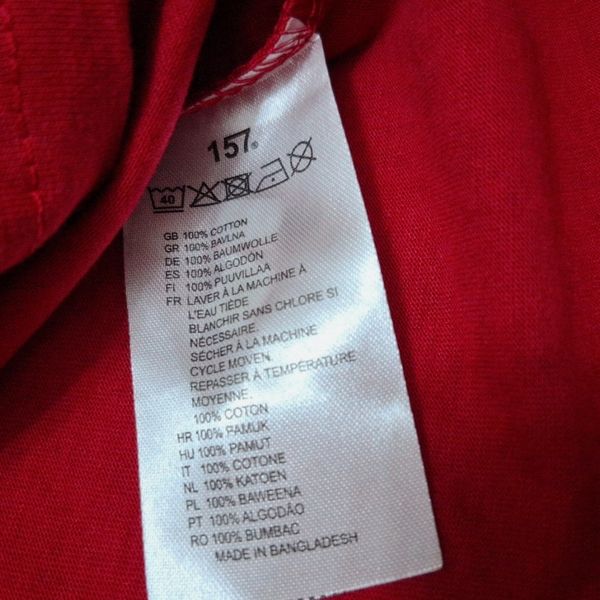 157®
40
GB 100% COTTON
GR 100% BAVLNA
DE 100% BAUMWOLLE
ES 100% ALGODÓN
FI 100% PUUVILLAA
FR LAVER À LA MACHINE À
L'EAU TIÈDE
BLANCHIR SANS CHLORE SI
NÉCESSAIRE.
SÉCHER À LA MACHINE
CYCLE MOVEN.
REPASSER À TEMPÉRATURE
MOYENNE.
100% COTON
HR 100% PAMUK
HU 100% PAMUT
IT 100% COTONE
NL 100% KATOEN
PL 100% BAWEENA
PT 100% ALGODÃO
RO 100% BUMBAC
MADE IN BANGLADESH